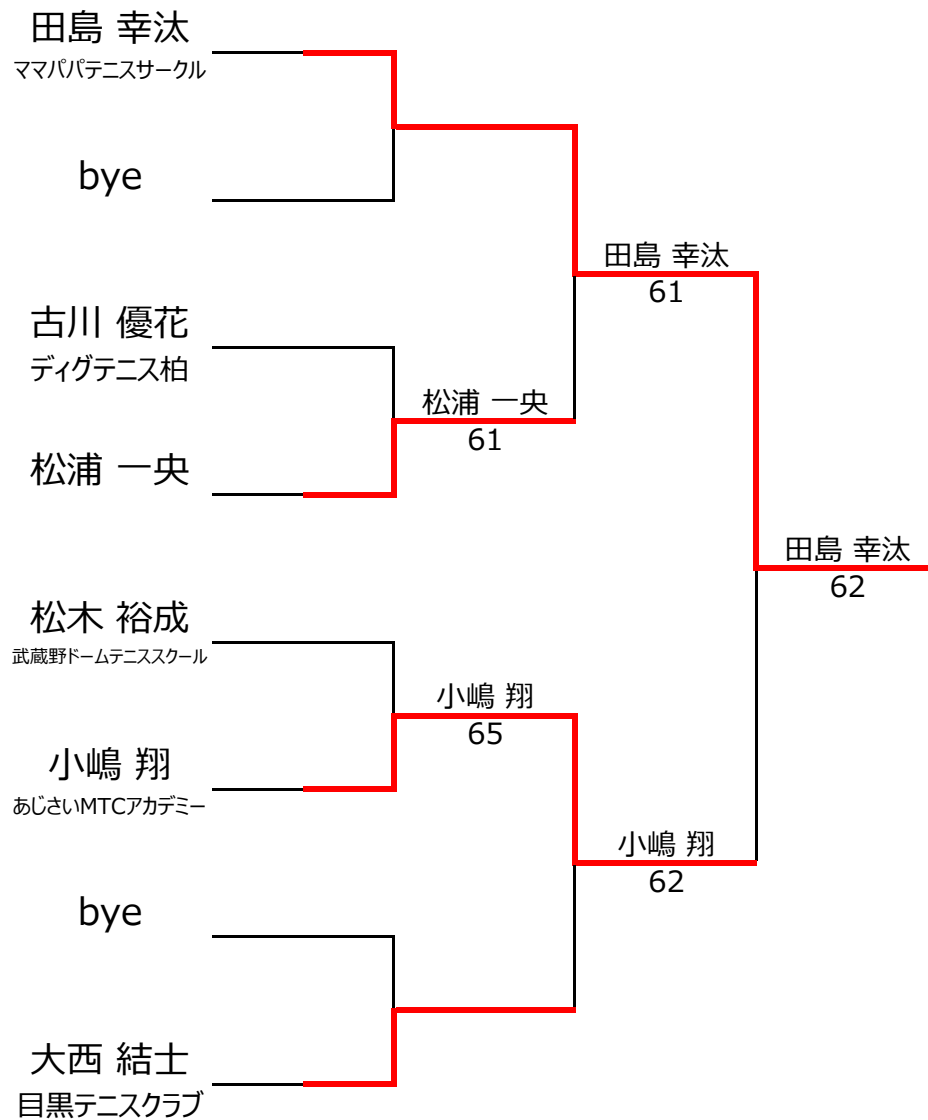 田島 幸汰
ママパパテニスサークル
bye
古川 優花
ディグテニス柏
松浦 一央
松木 裕成
武蔵野ドームテニススクール
小嶋 翔
あじさいMTCアカデミー
bye
大西 結士
目黒テニスクラブ
松浦 一央
61
小嶋 翔
65
田島 幸汰
61
小嶋 翔
62
田島 幸汰
62